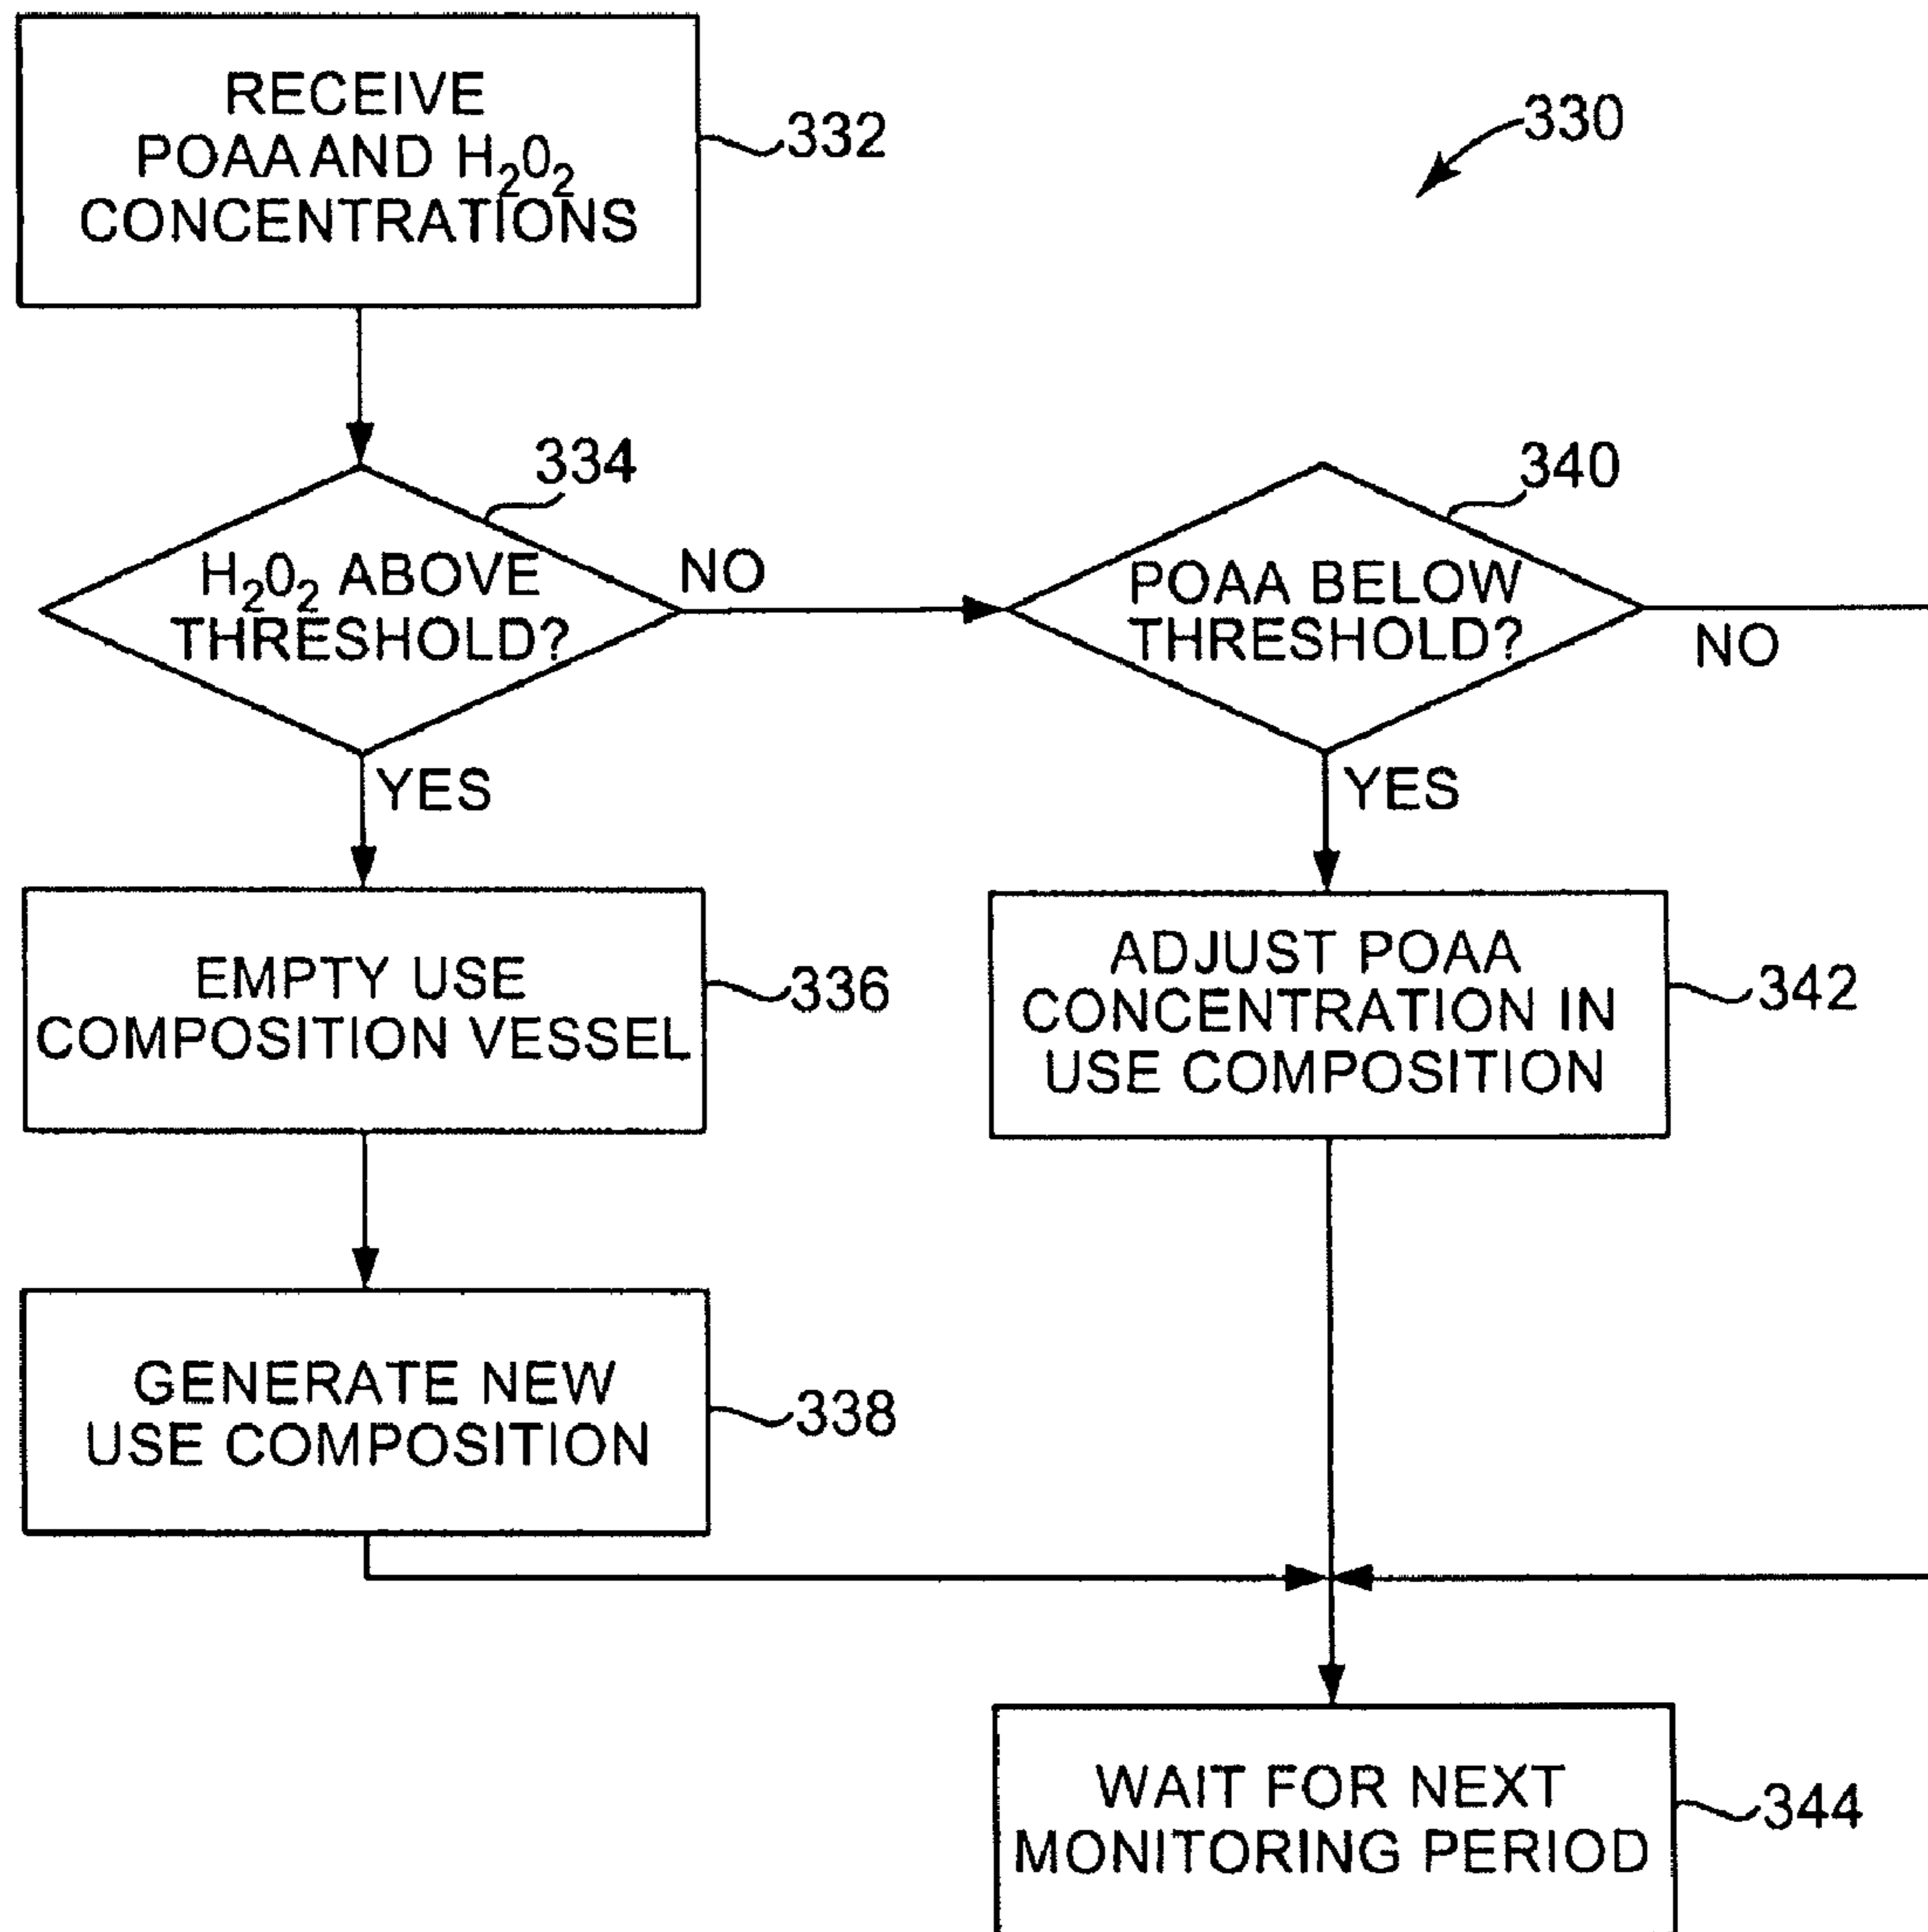 RECEIVE
POAA AND H₂0₂
CONCENTRATIONS
332
330
334
H₂0₂ ABOVE
THRESHOLD?
NO
340
POAA BELOW
THRESHOLD?
NO
YES
YES
EMPTY USE
COMPOSITION VESSEL
336
ADJUST POAA
CONCENTRATION IN
USE COMPOSITION
342
GENERATE NEW
USE COMPOSITION
338
WAIT FOR NEXT
MONITORING PERIOD
344